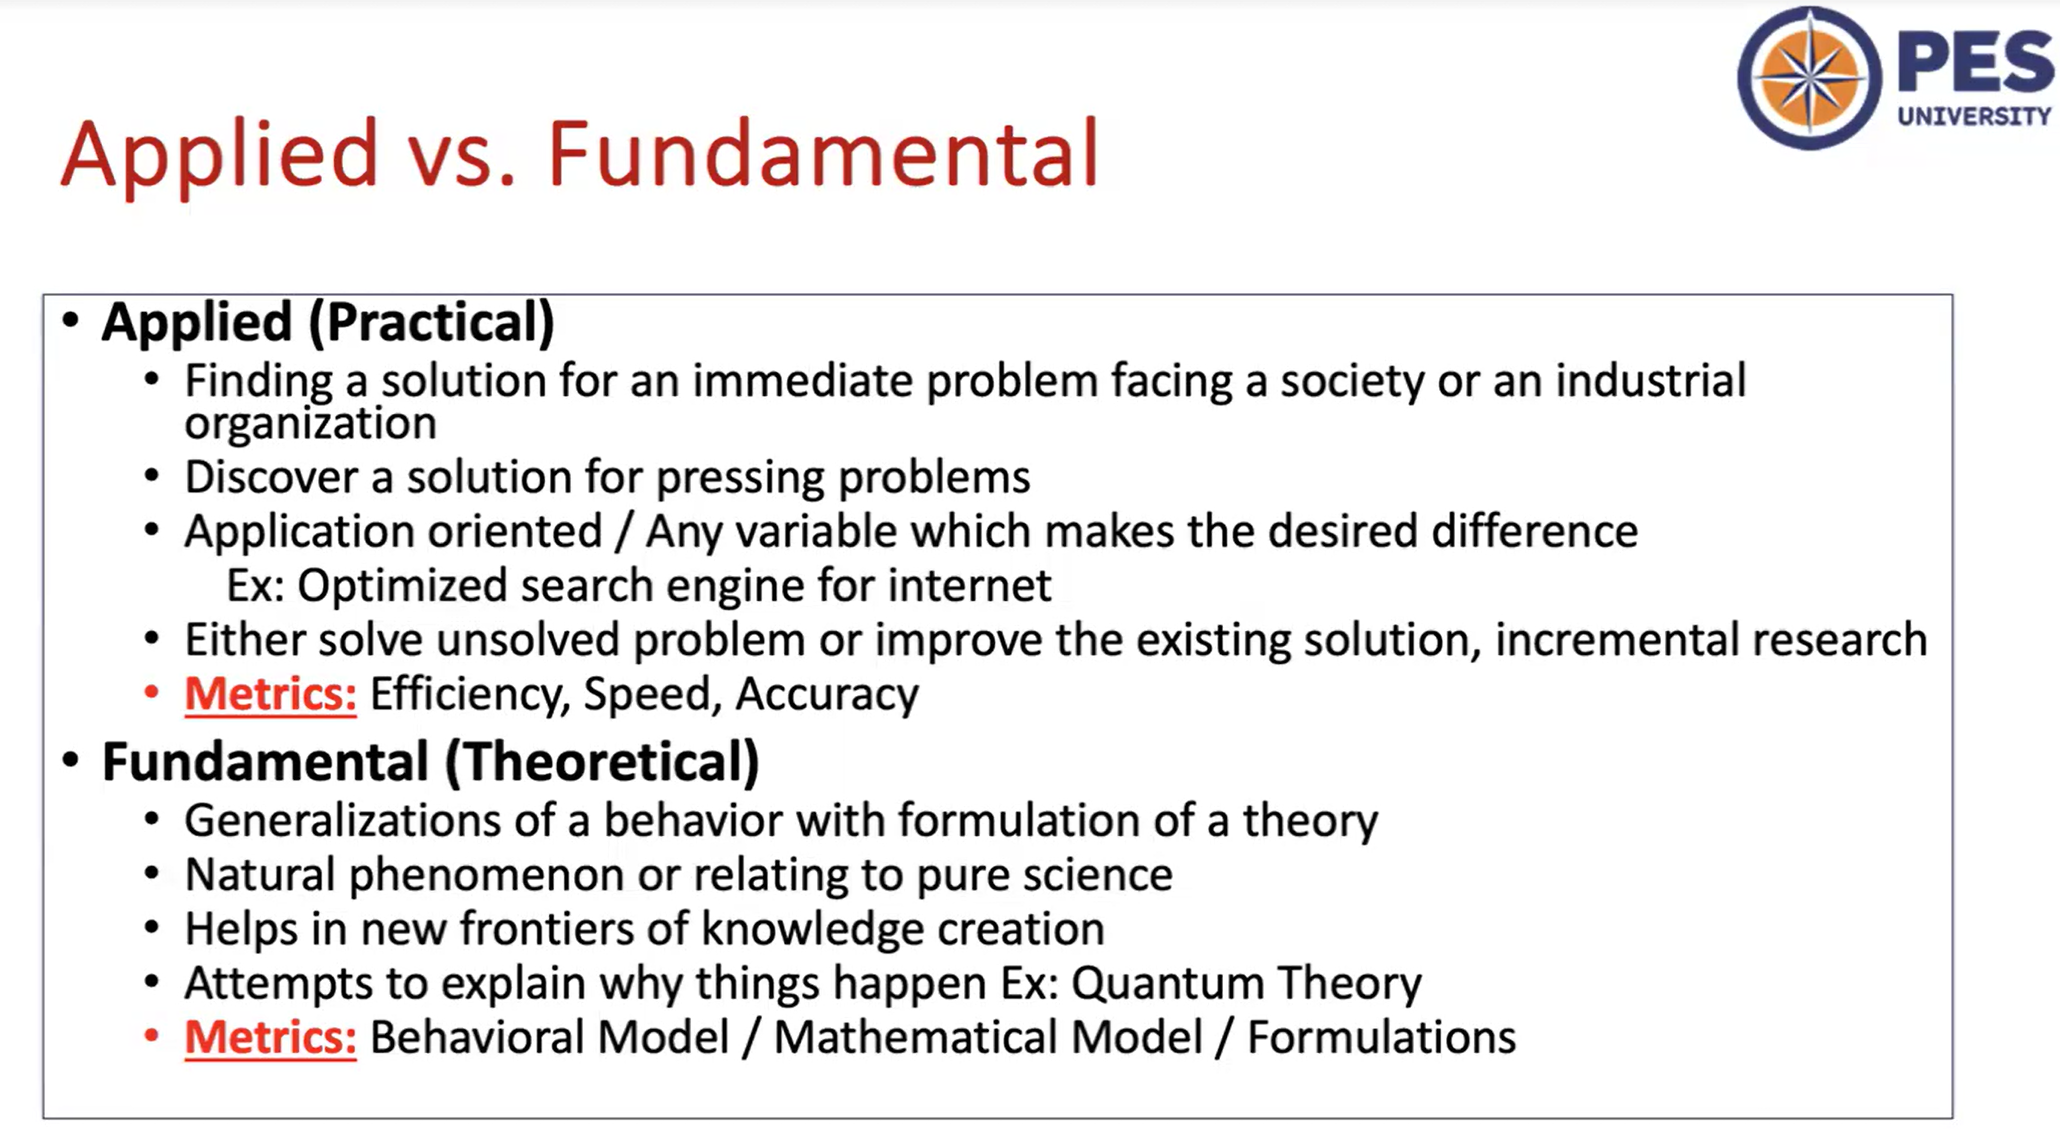 PES
UNIVERSITY
Applied vs. Fundamental
• Applied (Practical)
• Finding a solution for an immediate problem facing a society or an industrial
organization
• Discover a solution for pressing problems
• Application oriented / Any variable which makes the desired difference
Ex: Optimized search engine for internet
• Either solve unsolved problem or improve the existing solution, incremental research
• Metrics: Efficiency, Speed, Accuracy
• Fundamental (Theoretical)
• Generalizations of a behavior with formulation of a theory
• Natural phenomenon or relating to pure science
• Helps in new frontiers of knowledge creation
• Attempts to explain why things happen Ex: Quantum Theory
• Metrics: Behavioral Model / Mathematical Model / Formulations